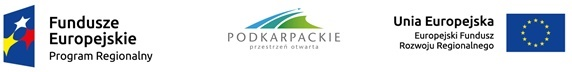 Fundusze
Europejskie
Program Regionalny
PODKARPACKIE
przestrzeń otwarta
Unia Europejska
Europejski Fundusz
Rozwoju Regionalnego